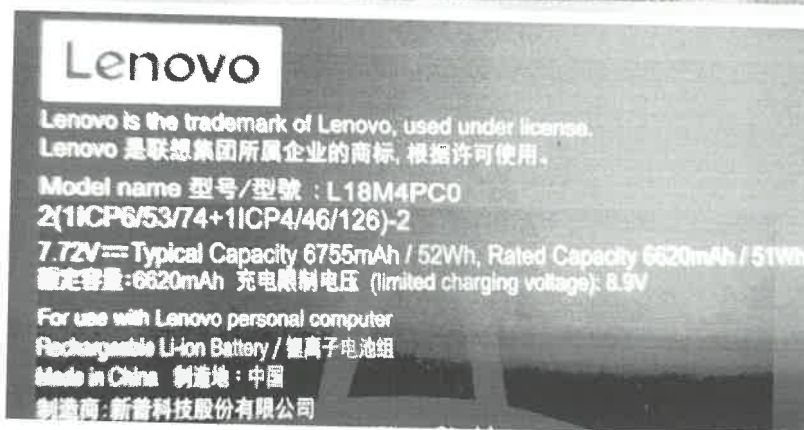 Lenovo
Lenovo is the trademark of Lenovo, used under license.
Lenovo 是联想集团所属企业的商标, 根据许可使用。
Model name 型号/型號 : L18M4PC0
2(1ICP6/53/74+1ICP4/46/126)-2
7.72V⎓Typical Capacity 6755mAh / 52Wh, Rated Capacity 6620mAh / 51Wh
額定容量:6620mAh 充电限制电压 (limited charging voltage): 8.9V
For use with Lenovo personal computer
Rechargeable Li-ion Battery / 锂离子电池组
Made in China 制造地:中国
制造商:新普科技股份有限公司